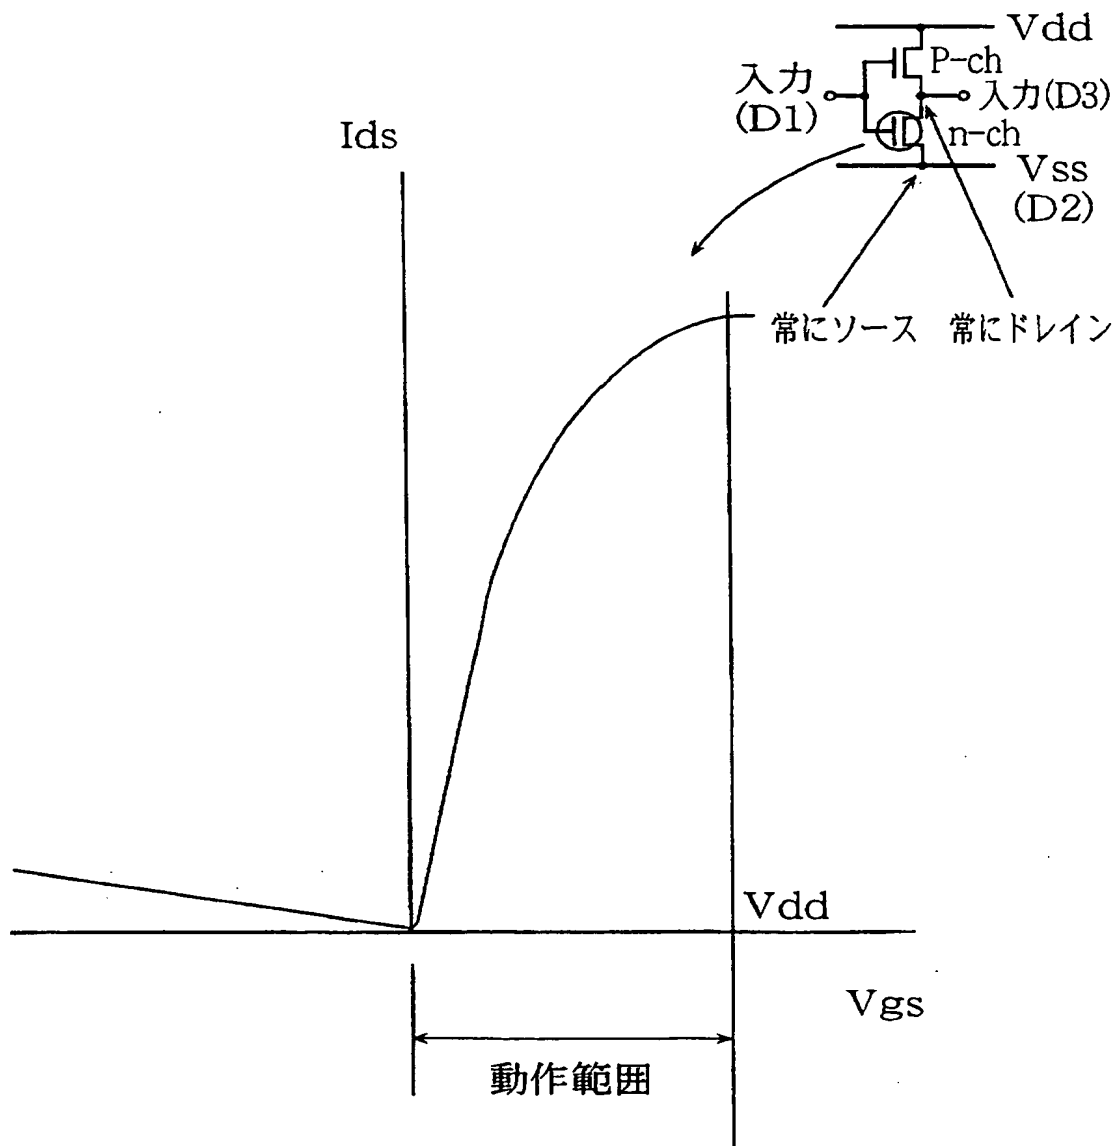 Vdd
P-ch
入力
(D1)
入力(D3)
n-ch
Vss
(D2)
Ids
常にソース 常にドレイン
Vdd
Vgs
動作範囲